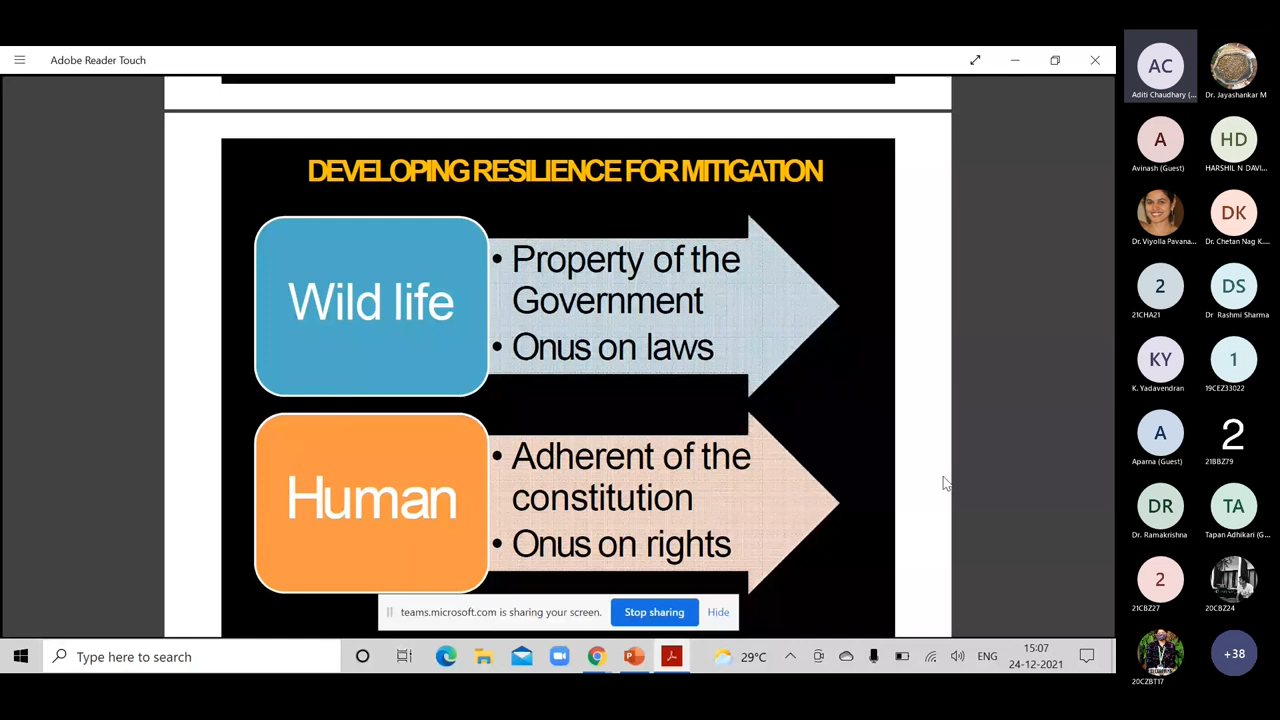 Adobe Reader Touch
DEVELOPING RESILIENCE FOR MITIGATION
Wild life
• Property of the
Government
• Onus on laws
Human
• Adherent of the
constitution
• Onus on rights
teams.microsoft.com is sharing your screen.
Stop sharing
Hide
Type here to search
29°C
ENG
15:07
24-12-2021
AC
Aditi Chaudhary (...
Dr. Jayashankar M
A
Avinash (Guest)
HD
HARSHIL N DAVI...
Dr. Viyolla Pavana...
DK
Dr. Chetan Nag K....
2
21CHA21
DS
Dr Rashmi Sharma
KY
K. Yadavendran
1
19CEZ33022
A
Aparna (Guest)
2
21BBZ79
DR
Dr. Ramakrishna
TA
Tapan Adhikari (G...
2
21CBZ27
20CBZ24
20CZBT17
+38